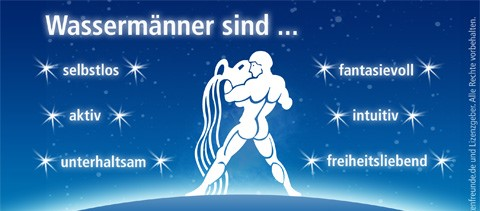 Wassermänner sind ...
selbstlos
fantasievoll
aktiv
intuitiv
unterhaltsam
freiheitsliebend
und Lizenzgeber. Alle Rechte vorbehalten.